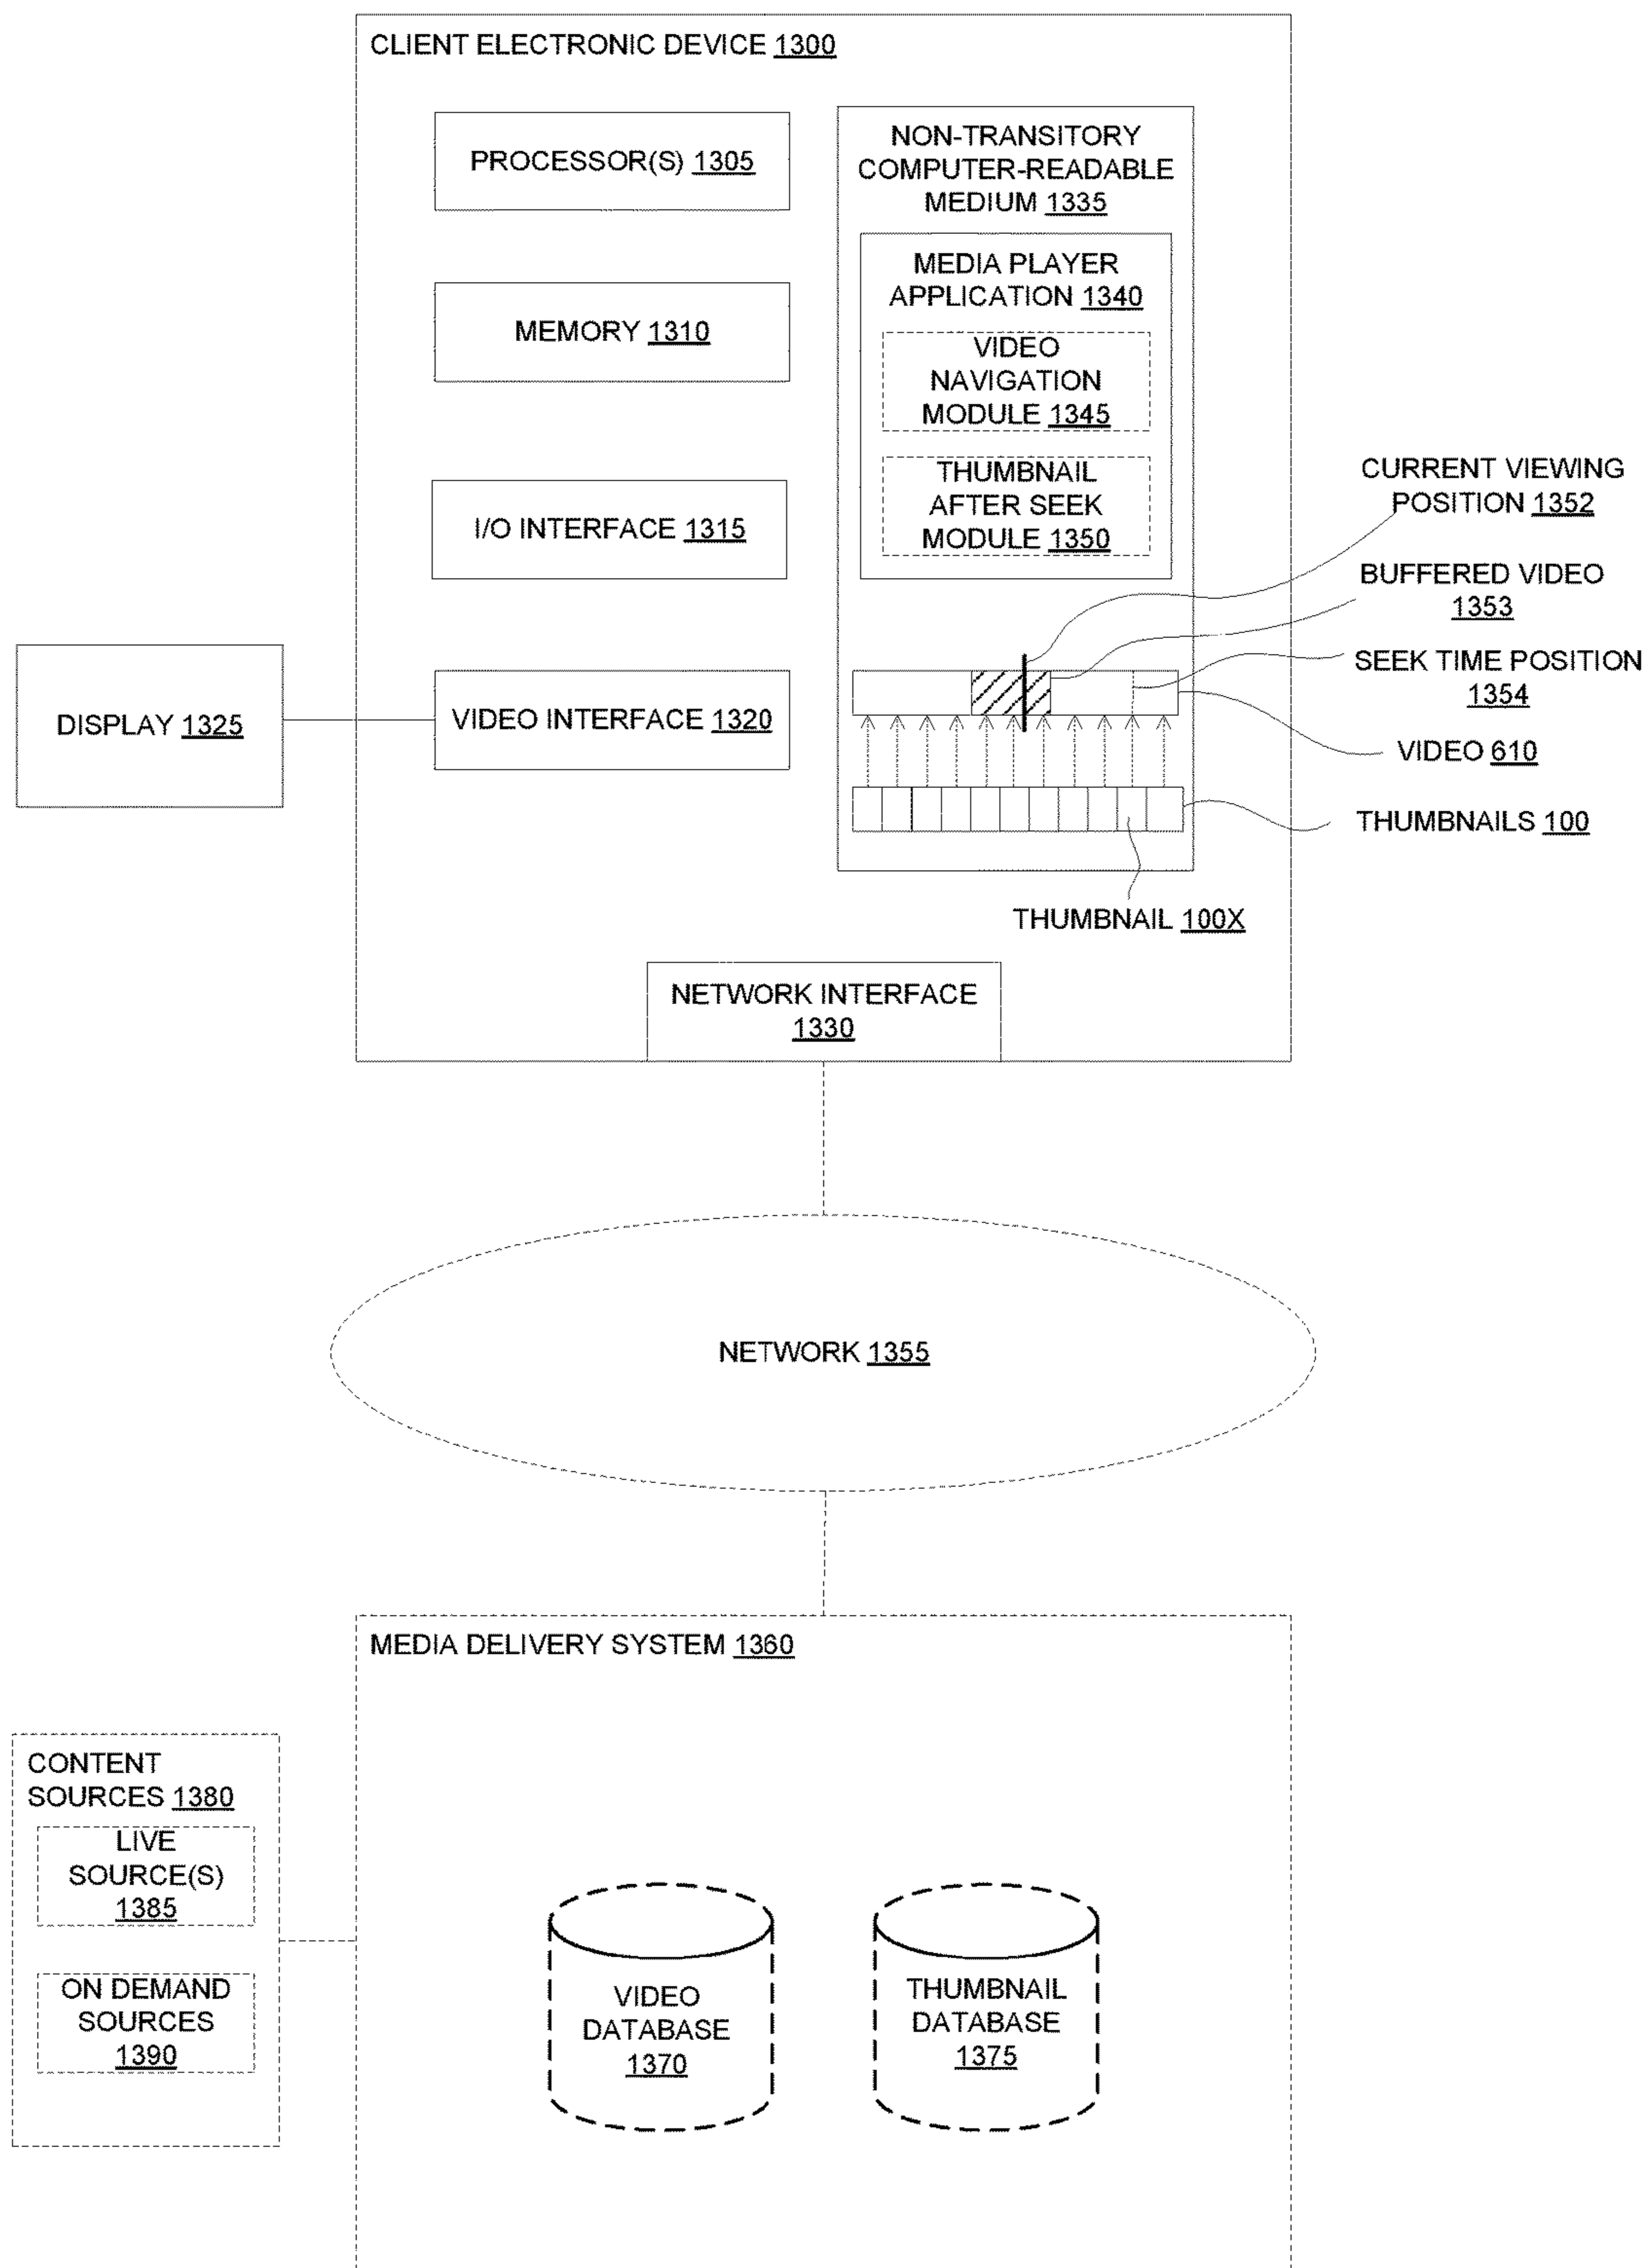 CLIENT ELECTRONIC DEVICE 1300
PROCESSOR(S) 1305
MEMORY 1310
I/O INTERFACE 1315
VIDEO INTERFACE 1320
DISPLAY 1325
NON-TRANSITORY
COMPUTER-READABLE
MEDIUM 1335
MEDIA PLAYER
APPLICATION 1340
VIDEO
NAVIGATION
MODULE 1345
THUMBNAIL
AFTER SEEK
MODULE 1350
CURRENT VIEWING
POSITION 1352
BUFFERED VIDEO
1353
SEEK TIME POSITION
1354
VIDEO 610
THUMBNAILS 100
THUMBNAIL 100X
NETWORK INTERFACE
1330
NETWORK 1355
MEDIA DELIVERY SYSTEM 1360
CONTENT
SOURCES 1380
LIVE
SOURCE(S)
1385
ON DEMAND
SOURCES
1390
VIDEO
DATABASE
1370
THUMBNAIL
DATABASE
1375